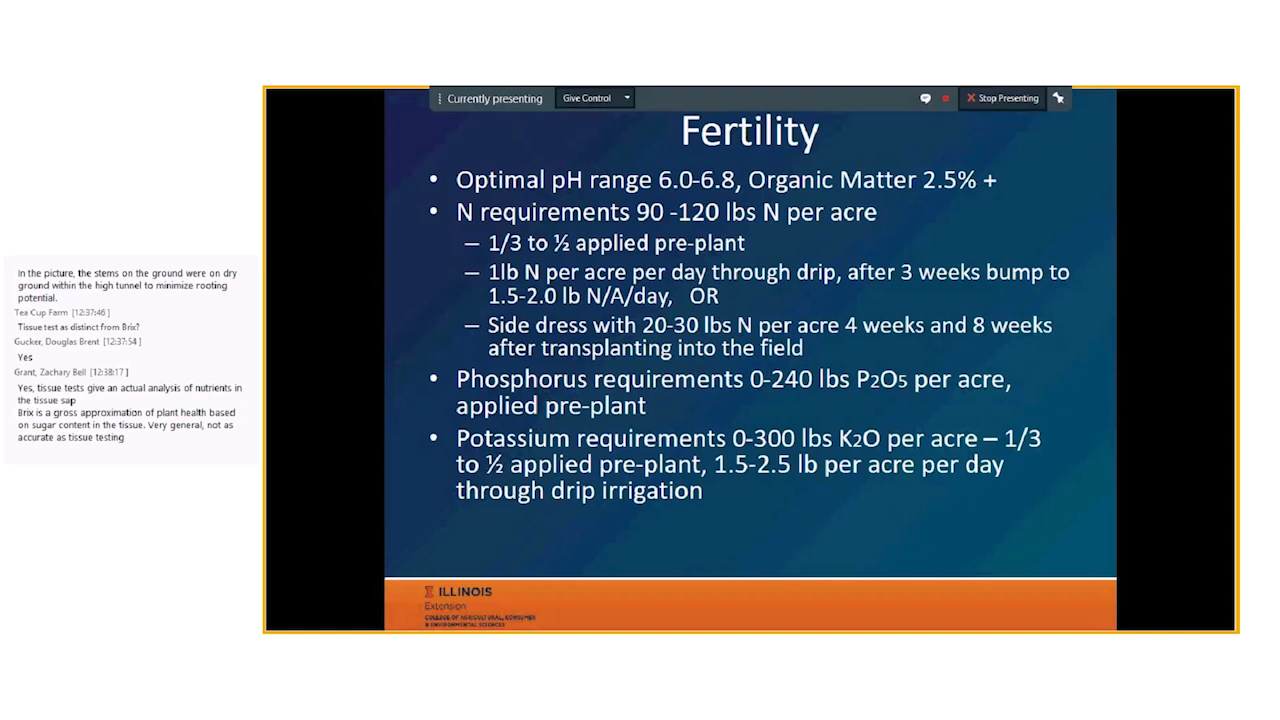 In the picture, the stems on the ground were on dry
ground within the high tunnel to minimize rooting
potential.
Tea Cup Farm [12:37:46 ]
Tissue test as distinct from Brix?
Gucker, Douglas Brent [12:37:54 ]
Yes
Grant, Zachary Bell [12:38:17 ]
Yes, tissue tests give an actual analysis of nutrients in
the tissue sap
Brix is a gross approximation of plant health based
on sugar content in the tissue. Very general, not as
accurate as tissue testing
Currently presenting Give Control Stop Presenting
Fertility
• Optimal pH range 6.0-6.8, Organic Matter 2.5% +
• N requirements 90 -120 lbs N per acre
– 1/3 to ½ applied pre-plant
– 1lb N per acre per day through drip, after 3 weeks bump to
1.5-2.0 lb N/A/day, OR
– Side dress with 20-30 lbs N per acre 4 weeks and 8 weeks
after transplanting into the field
• Phosphorus requirements 0-240 lbs P2O5 per acre,
applied pre-plant
• Potassium requirements 0-300 lbs K2O per acre – 1/3
to ½ applied pre-plant, 1.5-2.5 lb per acre per day
through drip irrigation
I ILLINOIS
Extension
COLLEGE OF AGRICULTURAL, CONSUMER
& ENVIRONMENTAL SCIENCES